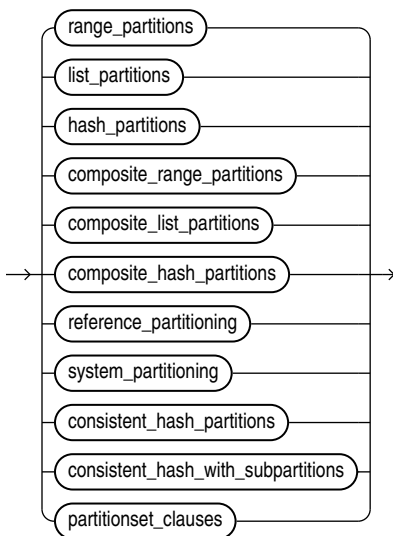 range_partitions
list_partitions
hash_partitions
composite_range_partitions
composite_list_partitions
composite_hash_partitions
reference_partitioning
system_partitioning
consistent_hash_partitions
consistent_hash_with_subpartitions
partitionset_clauses